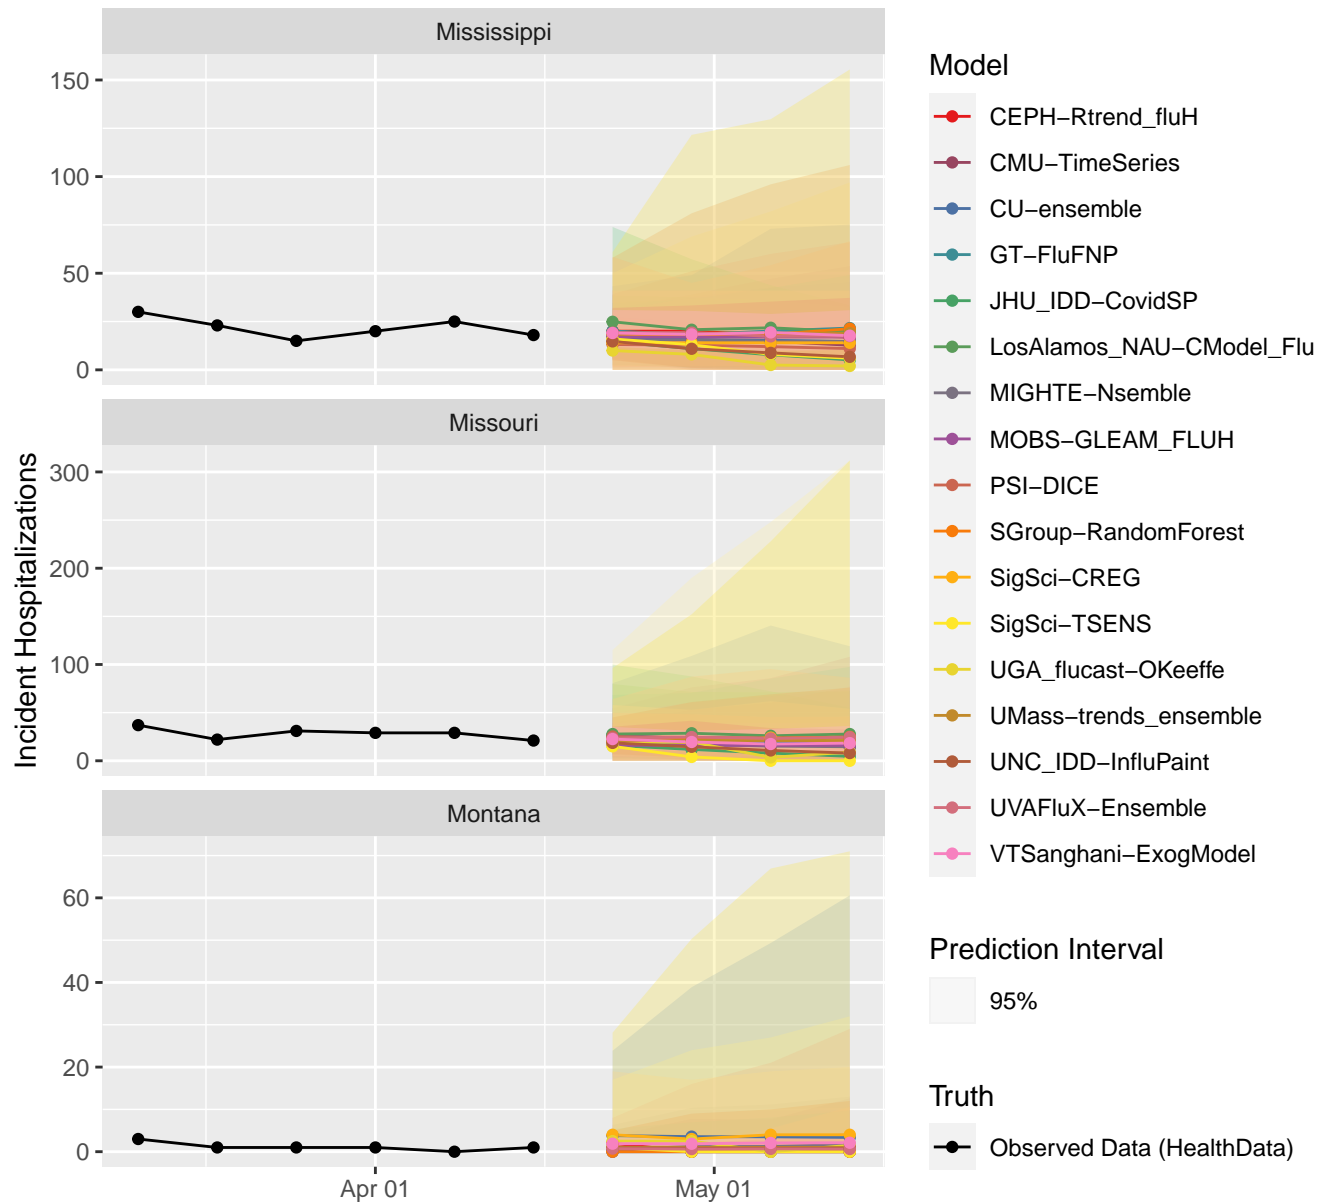 Mississippi
150
100
50
0
Missouri
300
200
100
0
Montana
60
40
20
0
Apr 01
May 01
Incident Hospitalizations
Model
CEPH−Rtrend_fluH
CMU−TimeSeries
CU−ensemble
GT−FluFNP
JHU_IDD−CovidSP
LosAlamos_NAU−CModel_Flu
MIGHTE−Nsemble
MOBS−GLEAM_FLUH
PSI−DICE
SGroup−RandomForest
SigSci−CREG
SigSci−TSENS
UGA_flucast−OKeeffe
UMass−trends_ensemble
UNC_IDD−InfluPaint
UVAFluX−Ensemble
VTSanghani−ExogModel
Prediction Interval
95%
Truth
Observed Data (HealthData)